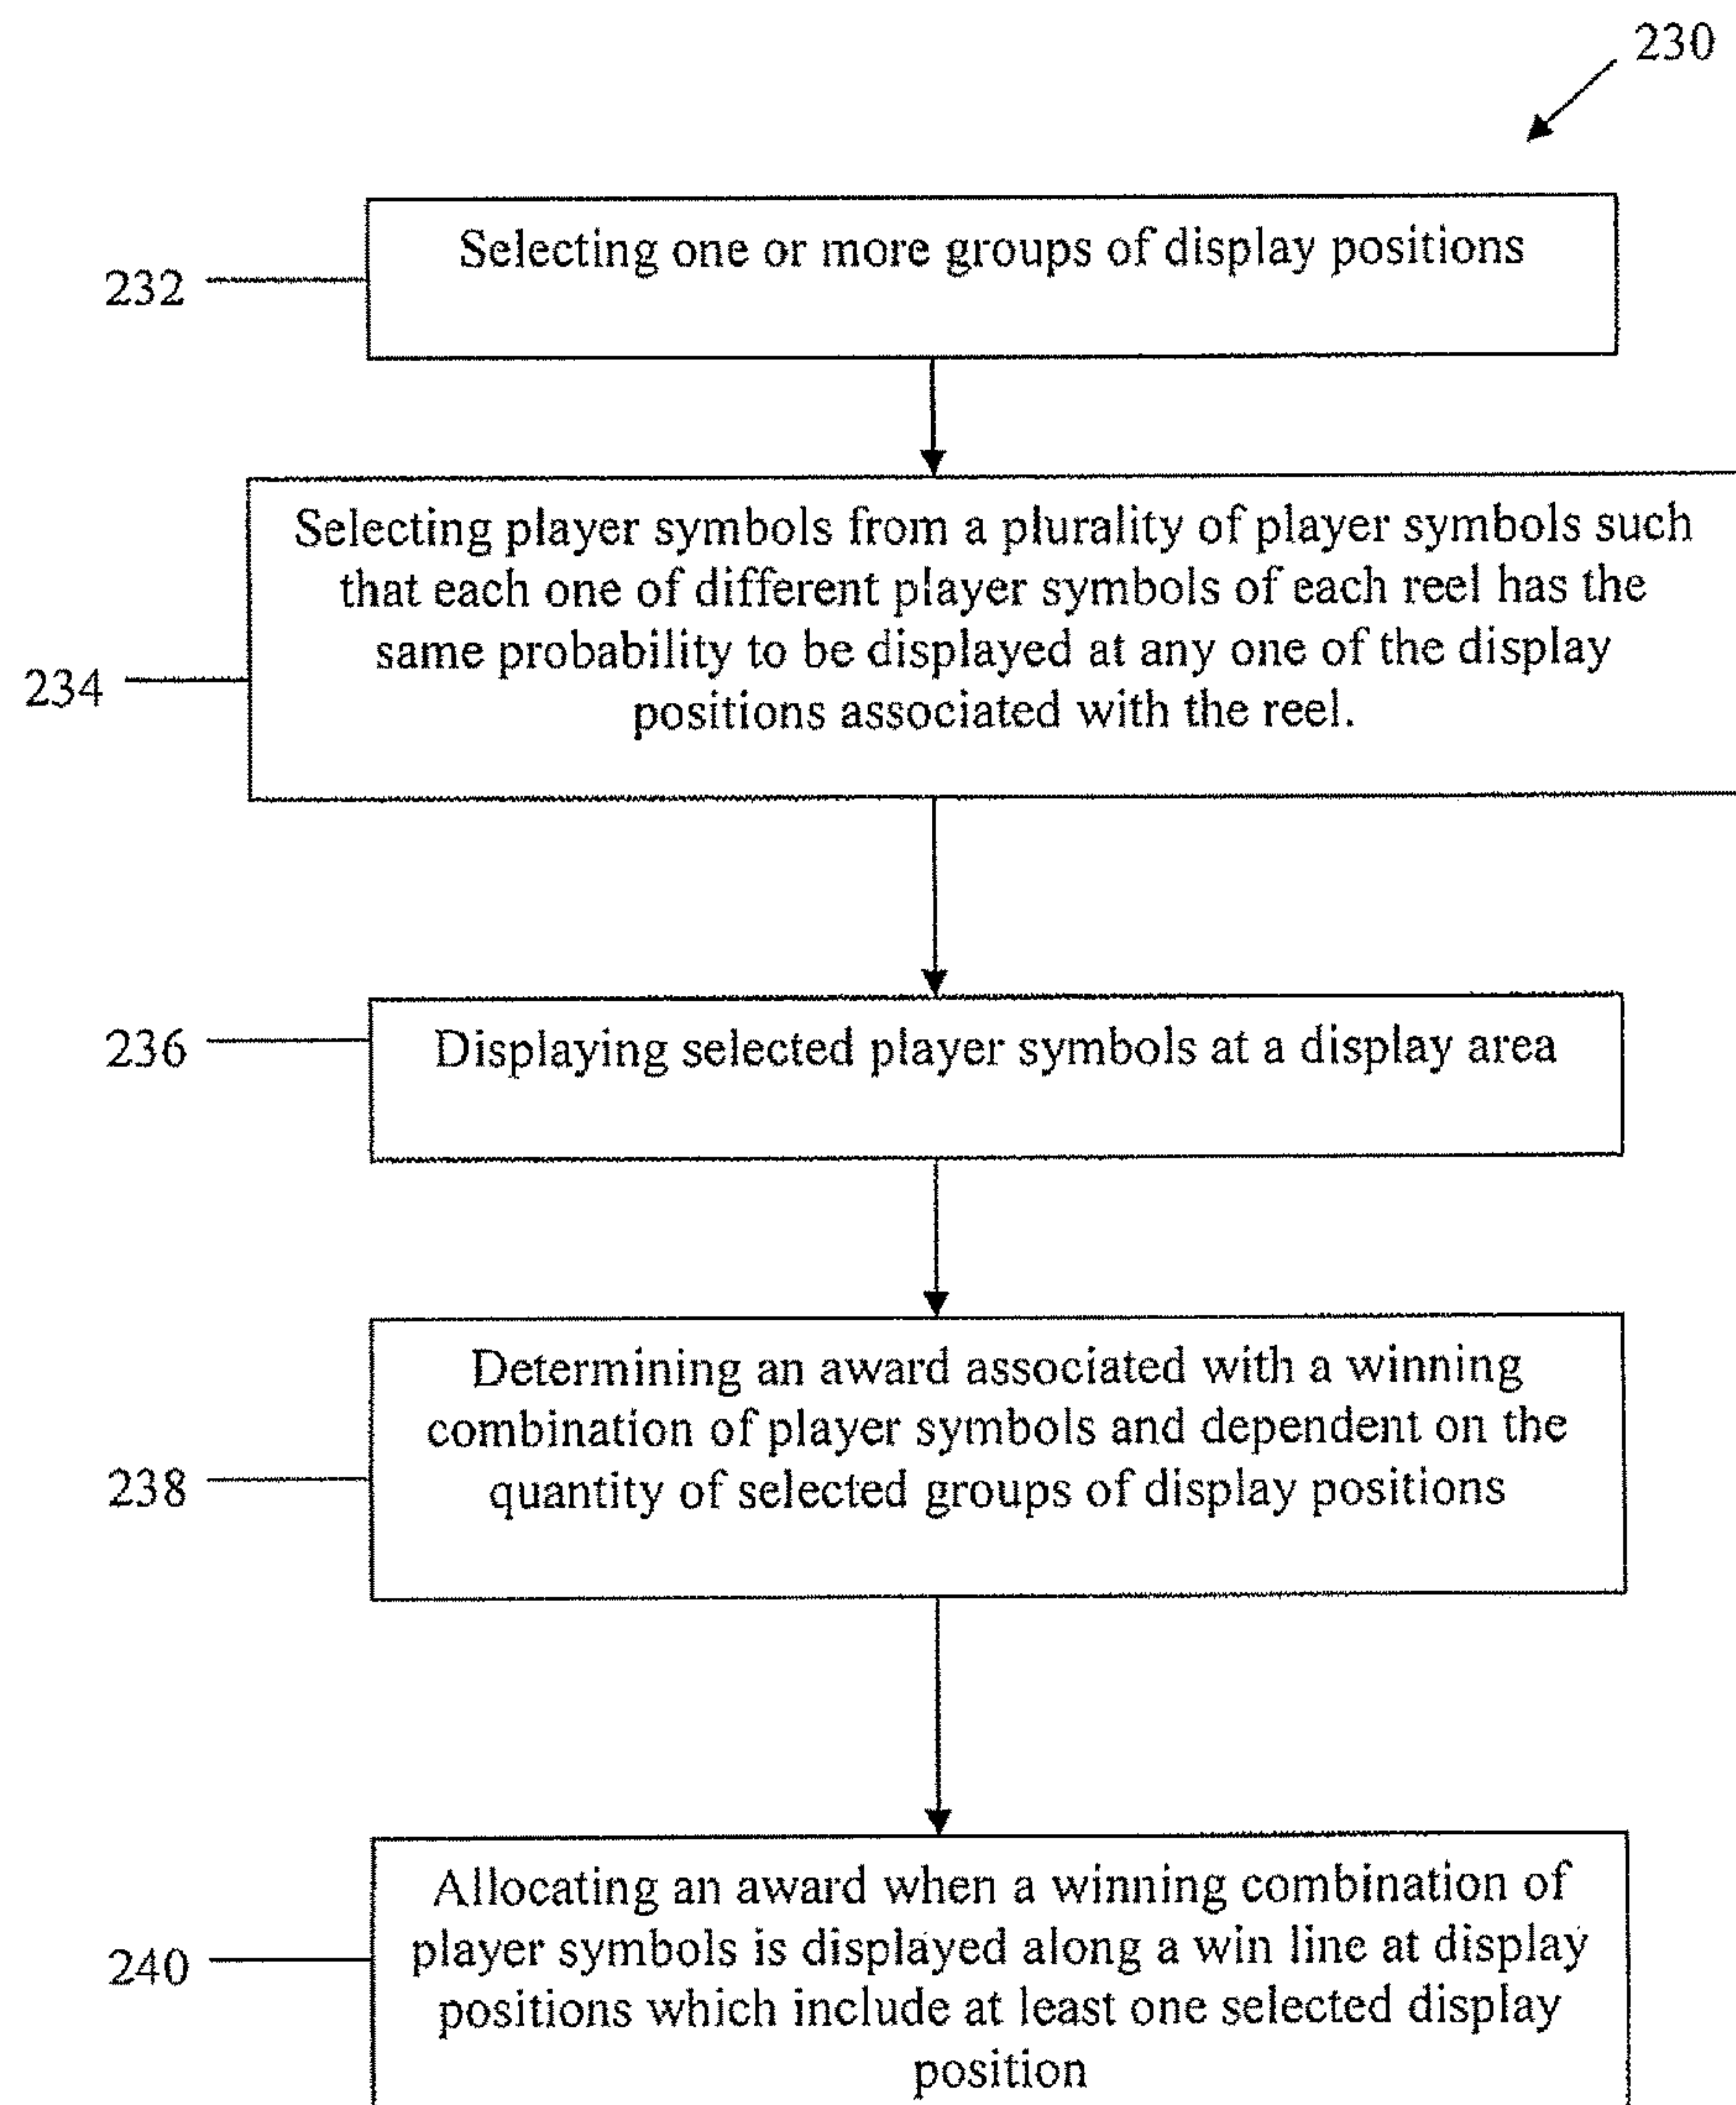 230
Selecting one or more groups of display positions
232
Selecting player symbols from a plurality of player symbols such
that each one of different player symbols of each reel has the
same probability to be displayed at any one of the display
positions associated with the reel.
234
Displaying selected player symbols at a display area
236
Determining an award associated with a winning
combination of player symbols and dependent on the
quantity of selected groups of display positions
238
Allocating an award when a winning combination of
player symbols is displayed along a win line at display
positions which include at least one selected display
position
240